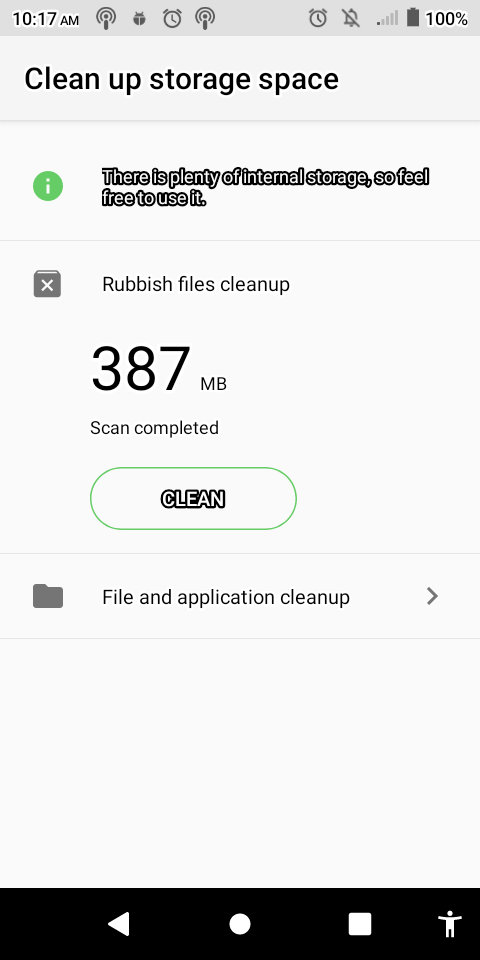 10:17 AM
100%
Clean up storage space
There is plenty of internal storage, so feel
free to use it.
Rubbish files cleanup
387 MB
Scan completed
CLEAN
File and application cleanup